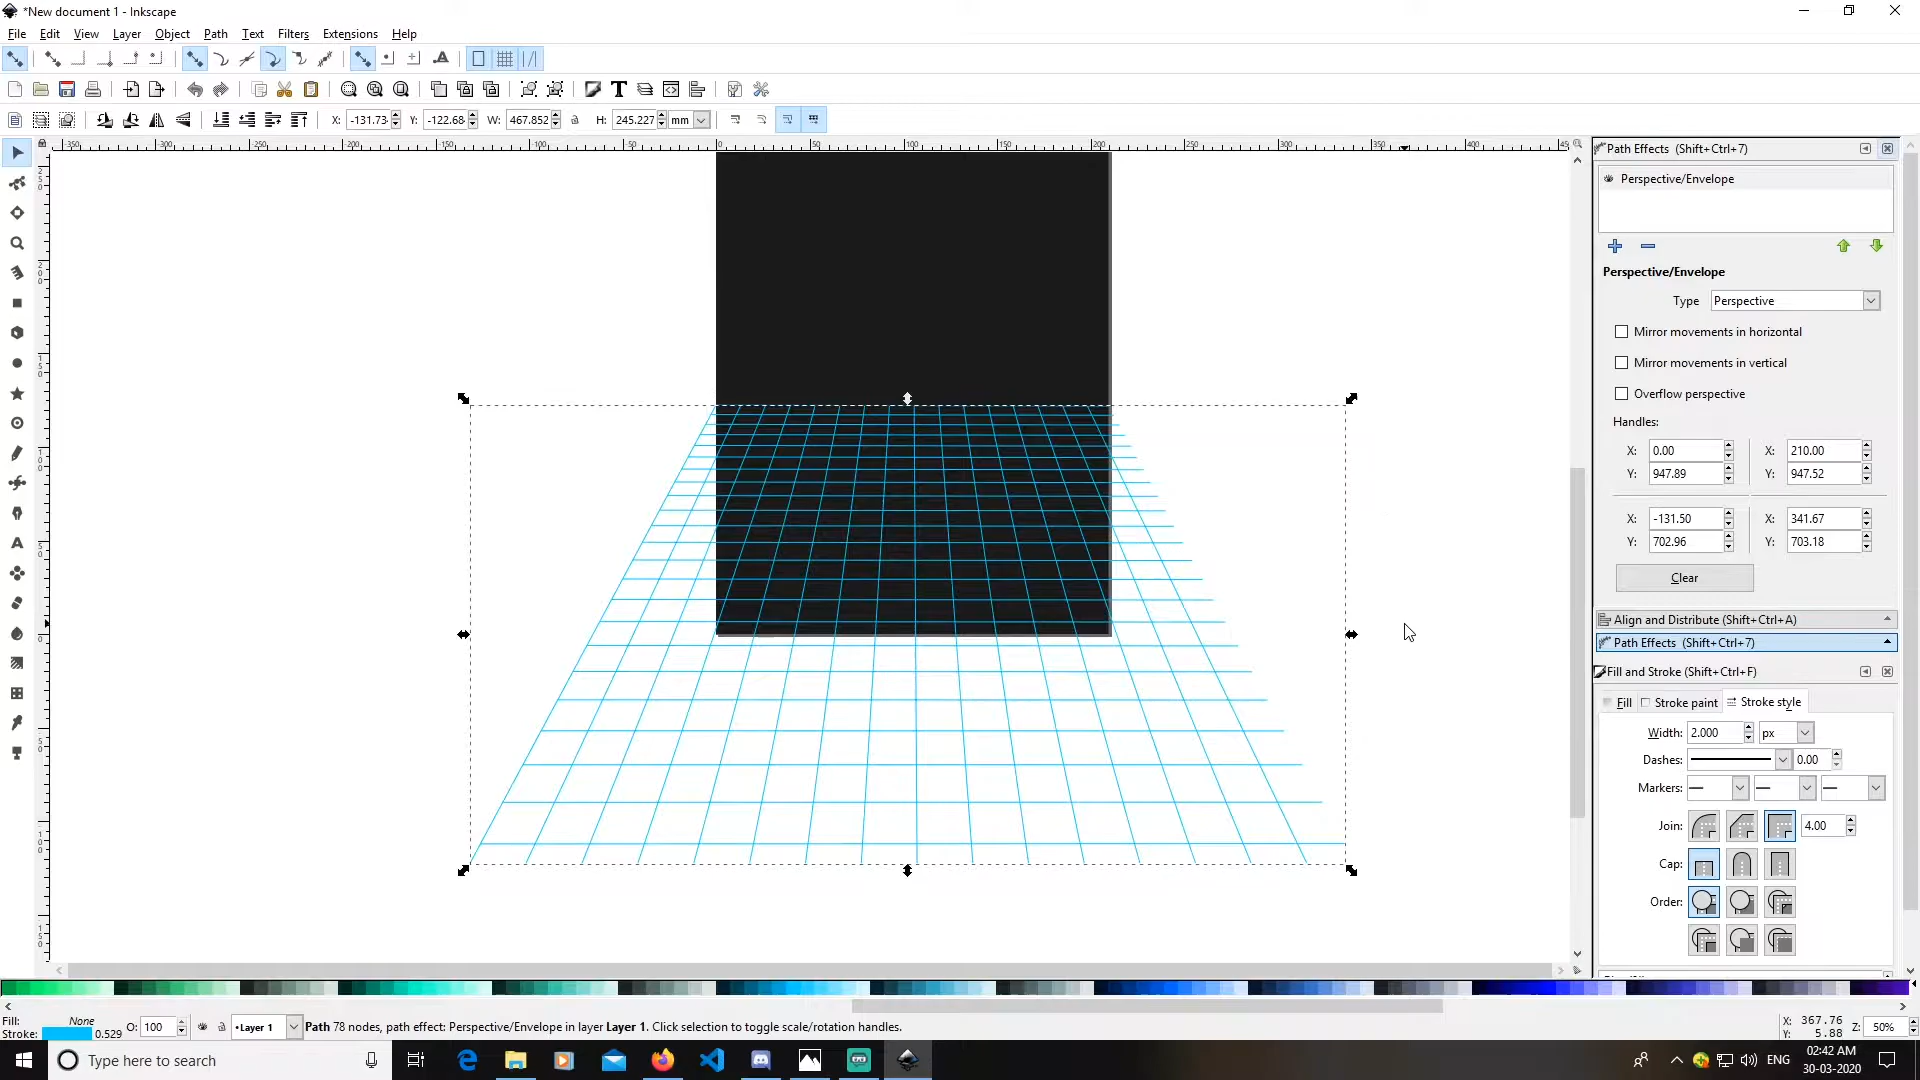 *New document 1 - Inkscape
File Edit View Layer Object Path Text Filters Extensions Help
X: -131.73 Y: -122.68 W: 467.852 H: 245.227 mm
Path Effects (Shift+Ctrl+7)
Perspective/Envelope
Perspective/Envelope
Type Perspective
Mirror movements in horizontal
Mirror movements in vertical
Overflow perspective
Handles:
X: 0.00 X: 210.00
Y: 947.89 Y: 947.52
X: -131.50 X: 341.67
Y: 702.96 Y: 703.18
Clear
Align and Distribute (Shift+Ctrl+A)
Path Effects (Shift+Ctrl+7)
Fill and Stroke (Shift+Ctrl+F)
Fill Stroke paint Stroke style
Width: 2.000 px
Dashes: 0.00
Markers:
Join: 4.00
Cap:
Order:
Fill: None
Stroke: 0.529
O: 100
•Layer 1
Path 78 nodes, path effect: Perspective/Envelope in layer Layer 1. Click selection to toggle scale/rotation handles.
X: 367.76
Y: 5.88
Z: 50%
Type here to search
ENG
02:42 AM
30-03-2020